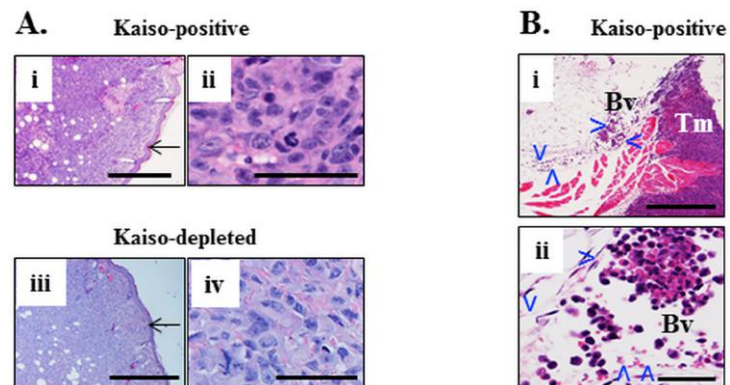 A.
Kaiso-positive
i
ii
Kaiso-depleted
iii
iv
B.
Kaiso-positive
i
Bv
Tm
ii
Bv